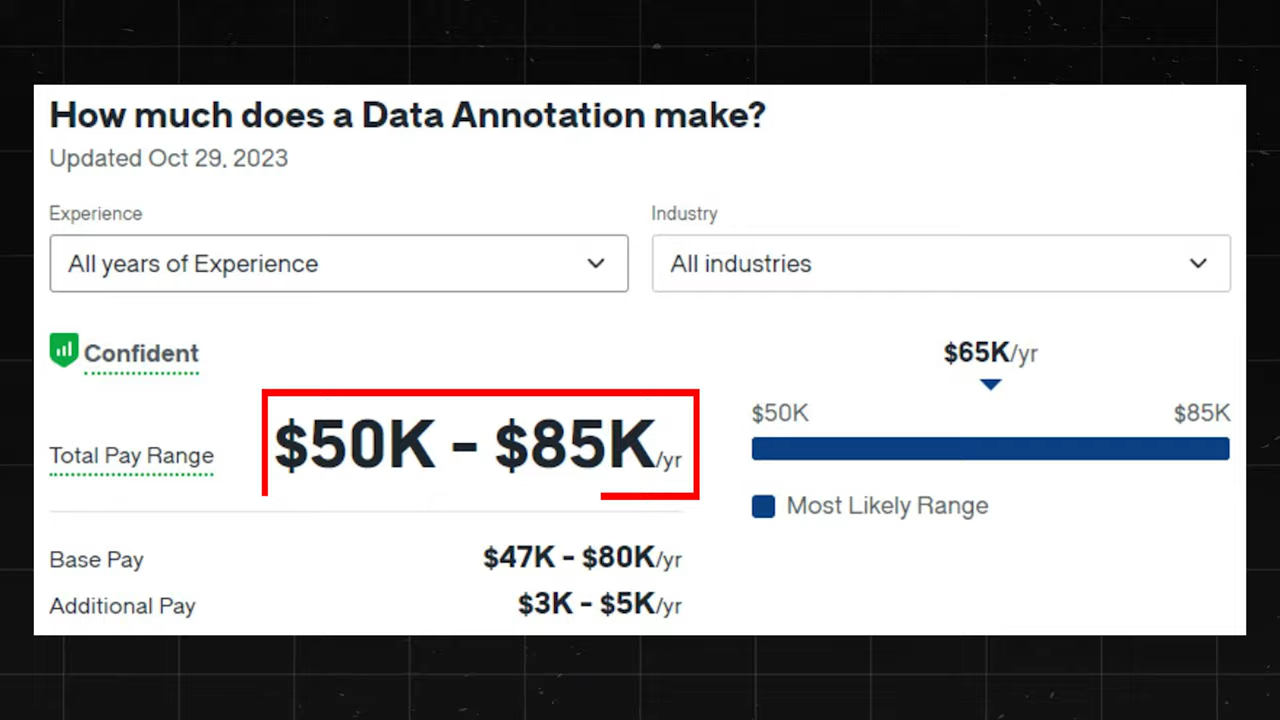 How much does a Data Annotation make?
Updated Oct 29, 2023
Experience
Industry
All years of Experience
All industries
Confident
$65K/yr
$50K
$85K
Total Pay Range
$50K - $85K/yr
Most Likely Range
Base Pay
$47K - $80K/yr
Additional Pay
$3K - $5K/yr